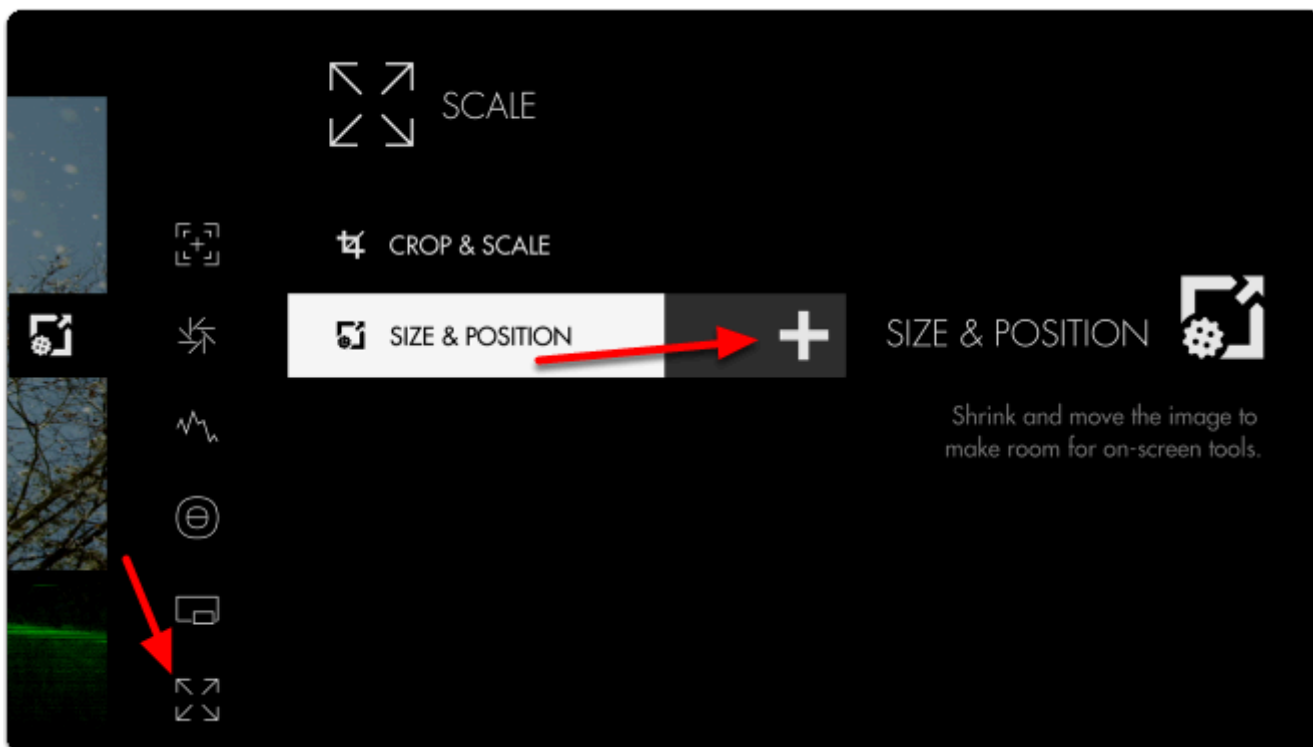 SCALE
CROP & SCALE
SIZE & POSITION
SIZE & POSITION
Shrink and move the image to
make room for on-screen tools.